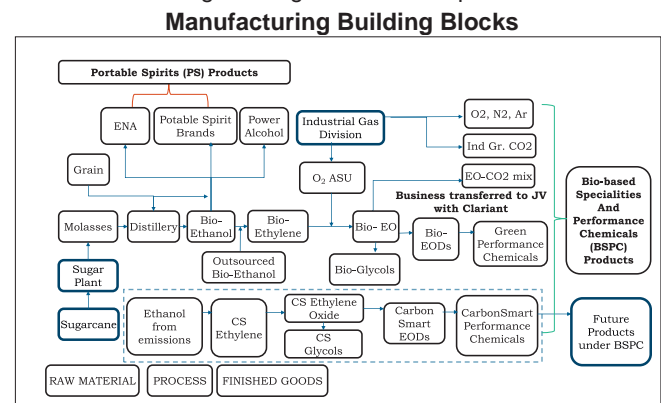 Manufacturing Building Blocks
Portable Spirits (PS) Products
ENA
Potable Spirit
Brands
Power
Alcohol
Industrial Gas
Division
O2, N2, Ar
Ind Gr. CO2
Grain
O₂ ASU
EO-CO2 mix
Business transferred to JV
with Clariant
Bio-based
Specialities
And
Performance
Chemicals
(BSPC)
Products
Molasses
Distillery
Bio-
Ethanol
Bio-
Ethylene
Bio- EO
Bio-
EODs
Green
Performance
Chemicals
Outsourced
Bio-Ethanol
Bio-Glycols
Sugar
Plant
Sugarcane
Ethanol
from
emissions
CS
Ethylene
CS Ethylene
Oxide
CS
Glycols
Carbon
Smart
EODs
CarbonSmart
Performance
Chemicals
Future
Products
under BSPC
RAW MATERIAL
PROCESS
FINISHED GOODS